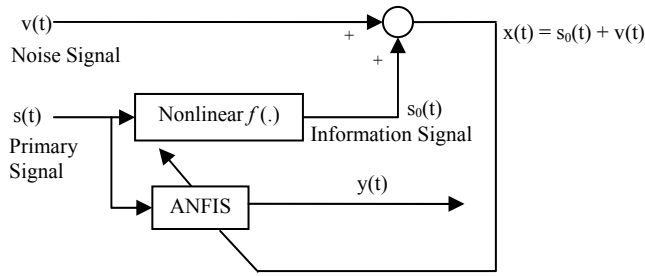 v(t)
Noise Signal
+
+
x(t) = s₀(t) + v(t)
s(t)
Primary
Signal
Nonlinear f (.)
s₀(t)
Information Signal
ANFIS
y(t)